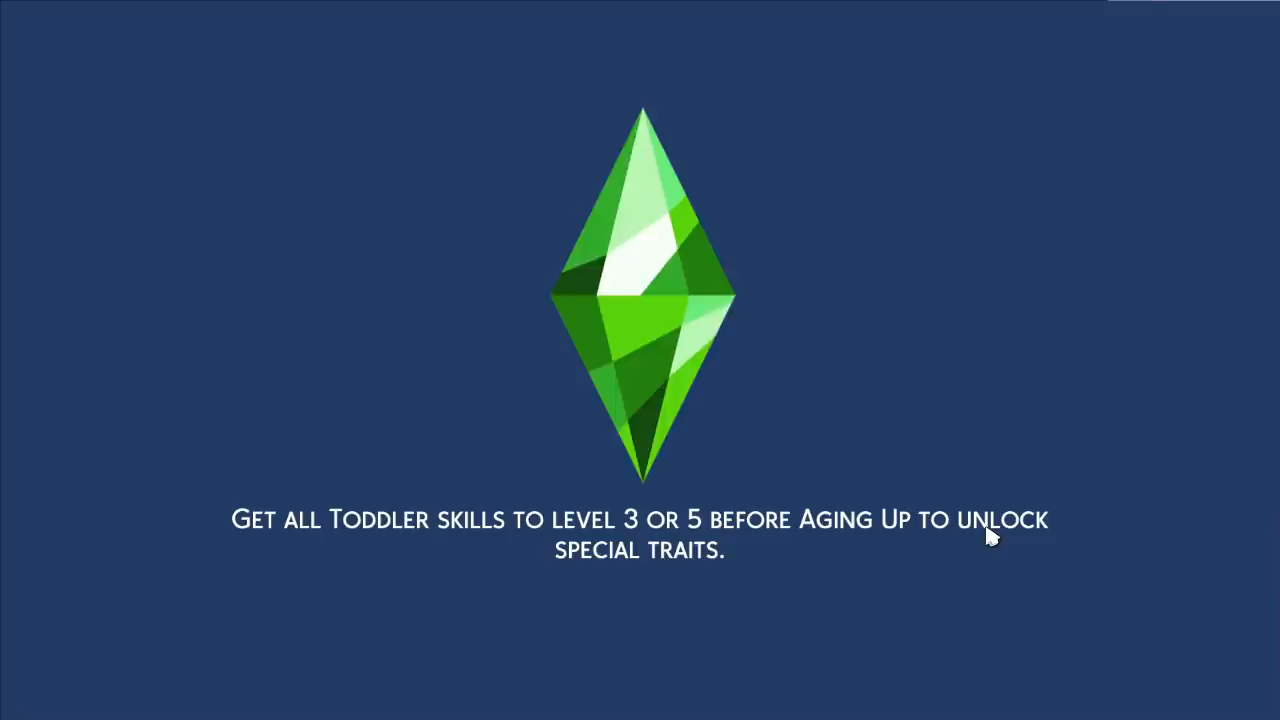 Get all Toddler skills to level 3 or 5 before Aging Up to unlock
special traits.